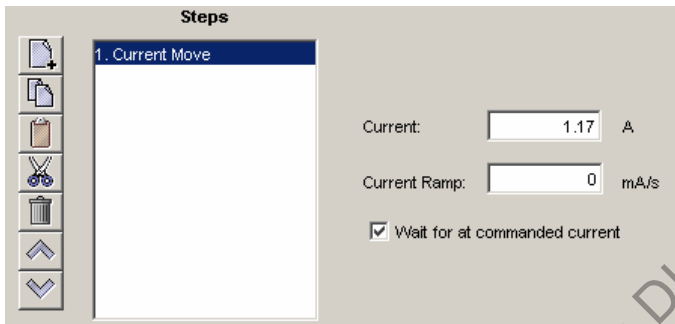 Steps
1. Current Move
Current: 1.17 A
Current Ramp: 0 mA/s
Wait for at commanded current